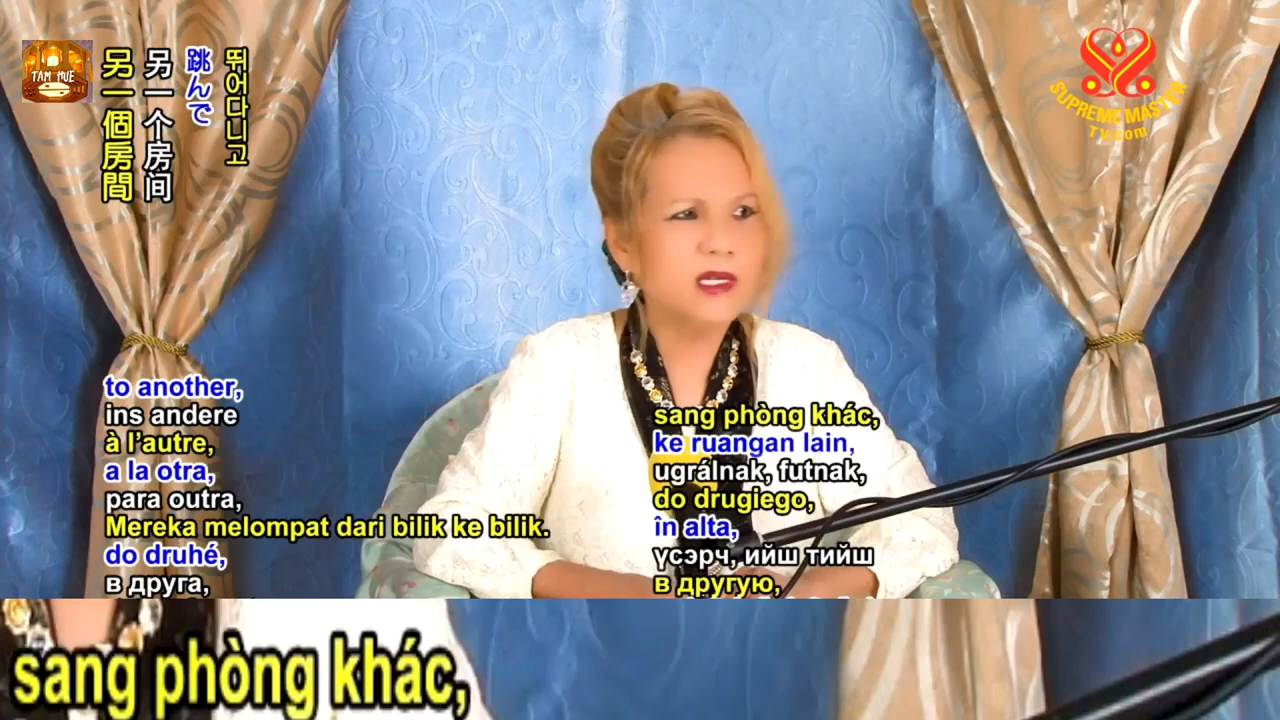 TAM HUE
另一個房間
另一个房间
跳んで
뛰어다니고
SUPREME MASTER
TV.com
to another,
ins andere
à l’autre,
a la otra,
para outra,
Mereka melompat dari bilik ke bilik.
do druhé,
в друга,
sang phòng khác,
ke ruangan lain,
ugrálnak, futnak,
do drugiego,
în alta,
үсэрч, ийш тийш
в другую,
sang phòng khác,